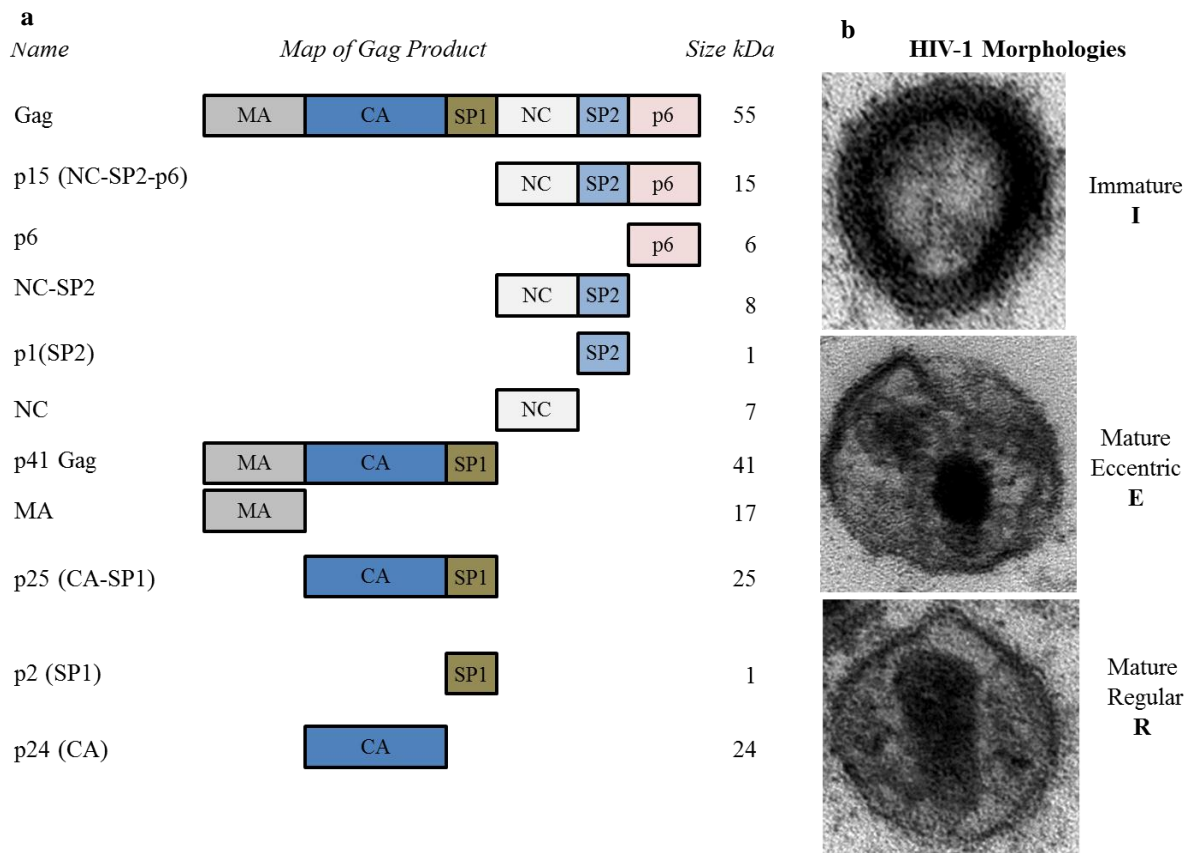 a
Name Map of Gag Product Size kDa
Gag MA CA SP1 NC SP2 p6 55
p15 (NC-SP2-p6) NC SP2 p6 15
p6 p6 6
NC-SP2 NC SP2 8
p1(SP2) SP2 1
NC NC 7
p41 Gag MA CA SP1 41
MA MA 17
p25 (CA-SP1) CA SP1 25
p2 (SP1) SP1 1
p24 (CA) CA 24
b
HIV-1 Morphologies
Immature
I
Mature
Eccentric
E
Mature
Regular
R